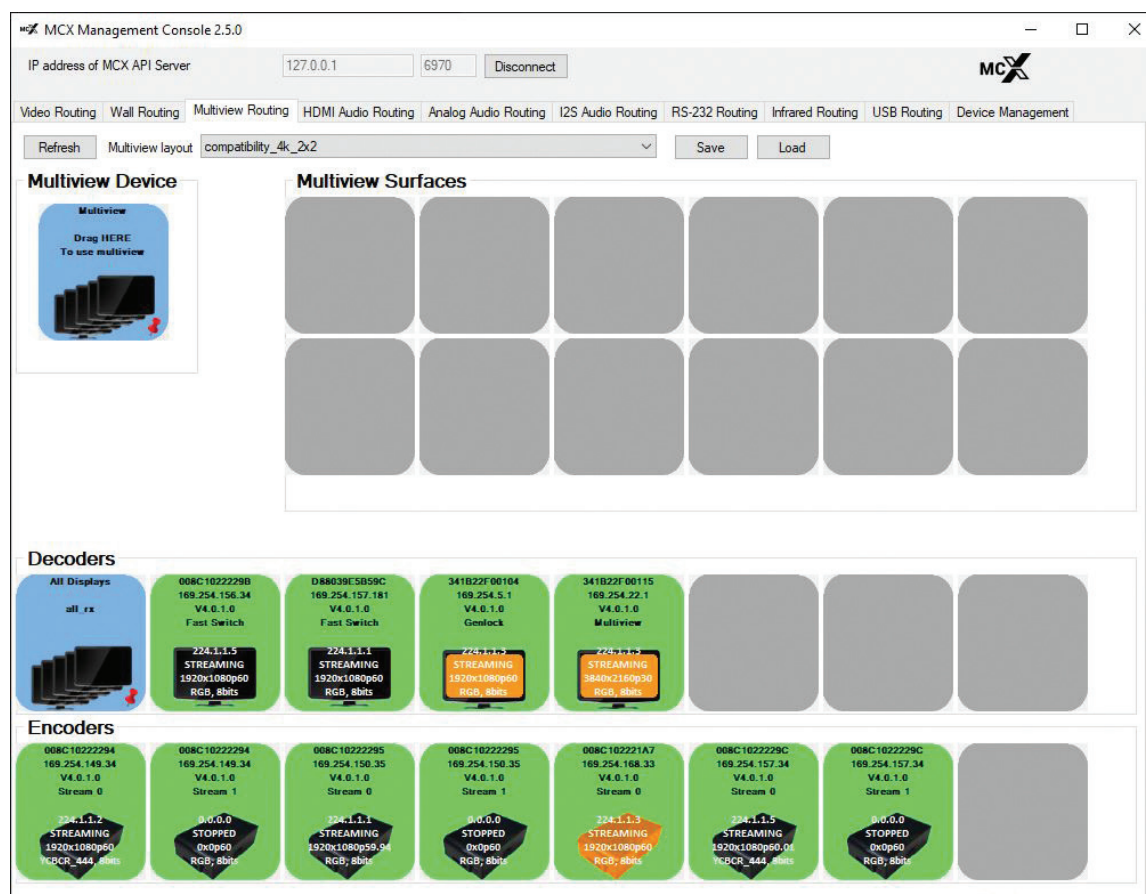 MCX MCX Management Console 2.5.0
IP address of MCX API Server 127.0.0.1 6970 Disconnect MCX
Video Routing Wall Routing Multiview Routing HDMI Audio Routing Analog Audio Routing I2S Audio Routing RS-232 Routing Infrared Routing USB Routing Device Management
Refresh Multiview layout compatibility_4k_2x2 Save Load
Multiview Device
Multiview
Drag HERE
To use multiview
Multiview Surfaces
Decoders
All Displays
all_rx
008C1022229B
169.254.156.34
V4.0.1.0
Fast Switch
224.1.1.5
STREAMING
1920x1080p60
RGB, 8bits
D88039E5B59C
169.254.157.181
V4.0.1.0
Fast Switch
224.1.1.1
STREAMING
1920x1080p60
RGB, 8bits
341B22F00104
169.254.5.1
V4.0.1.0
Genlock
224.1.1.3
STREAMING
1920x1080p60
RGB, 8bits
341B22F00115
169.254.22.1
V4.0.1.0
Multiview
224.1.1.3
STREAMING
3840x2160p30
RGB, 8bits
Encoders
008C10222294
169.254.149.34
V4.0.1.0
Stream 0
224.1.1.2
STREAMING
1920x1080p60
YCBCR_444, 8bits
008C10222294
169.254.149.34
V4.0.1.0
Stream 1
0.0.0.0
STOPPED
0x0p60
RGB, 8bits
008C10222295
169.254.150.35
V4.0.1.0
Stream 0
224.1.1.1
STREAMING
1920x1080p59.94
RGB, 8bits
008C10222295
169.254.150.35
V4.0.1.0
Stream 1
0.0.0.0
STOPPED
0x0p60
RGB, 8bits
008C102221A7
169.254.168.33
V4.0.1.0
Stream 0
224.1.1.3
STREAMING
1920x1080p60
RGB, 8bits
008C1022229C
169.254.157.34
V4.0.1.0
Stream 0
224.1.1.5
STREAMING
1920x1080p60.01
YCBCR_444, 8bits
008C1022229C
169.254.157.34
V4.0.1.0
Stream 1
0.0.0.0
STOPPED
0x0p60
RGB, 8bits